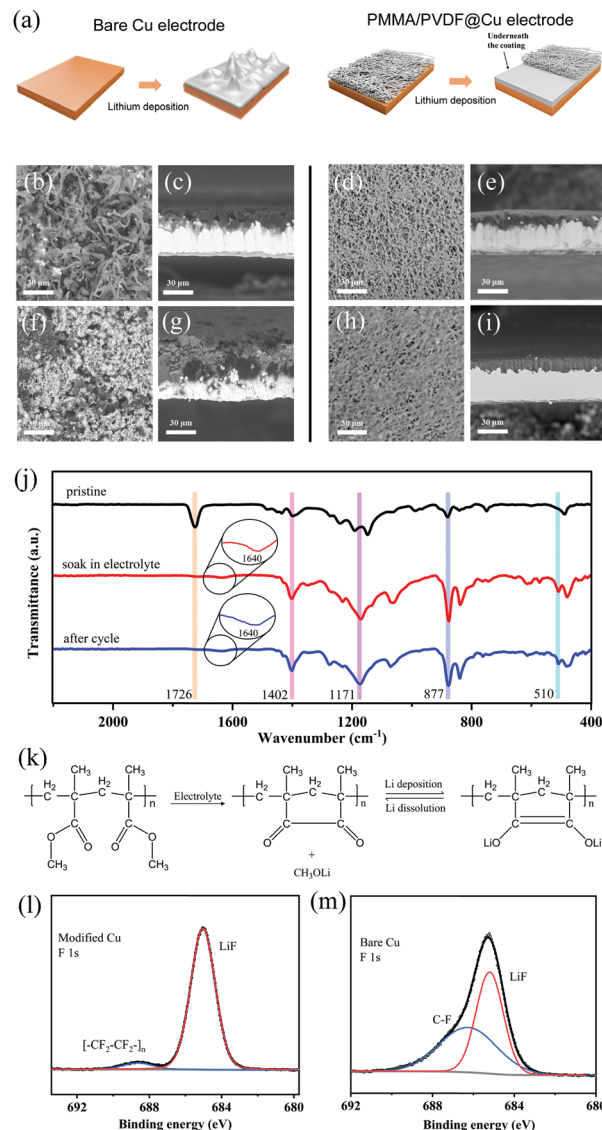 (a)
Bare Cu electrode
PMMA/PVDF@Cu electrode
Underneath
the coating
Lithium deposition
Lithium deposition
(b)
30 μm
(c)
30 μm
(d)
30 μm
(e)
30 μm
(f)
30 μm
(g)
30 μm
(h)
30 μm
(i)
30 μm
(j)
pristine
1640
soak in electrolyte
1640
after cycle
1726
1402
1171
877
510
2000
1600
1200
800
400
Wavenumber (cm⁻¹)
Transmittance (a.u.)
(k)
H₂
C
CH₃
H₂
C
CH₃
n
O
O
O
O
CH₃
CH₃
Electrolyte
H₂
C
CH₃
H₂
C
CH₃
n
C
C
O
O
+
CH₃OLi
Li deposition
Li dissolution
H₂
C
CH₃
H₂
C
CH₃
n
C
C
LiO
OLi
(l)
Modified Cu
F 1s
LiF
[-CF₂-CF₂-]ₙ
692
688
684
680
Binding energy (eV)
(m)
Bare Cu
F 1s
LiF
C-F
692
688
684
680
Binding energy (eV)